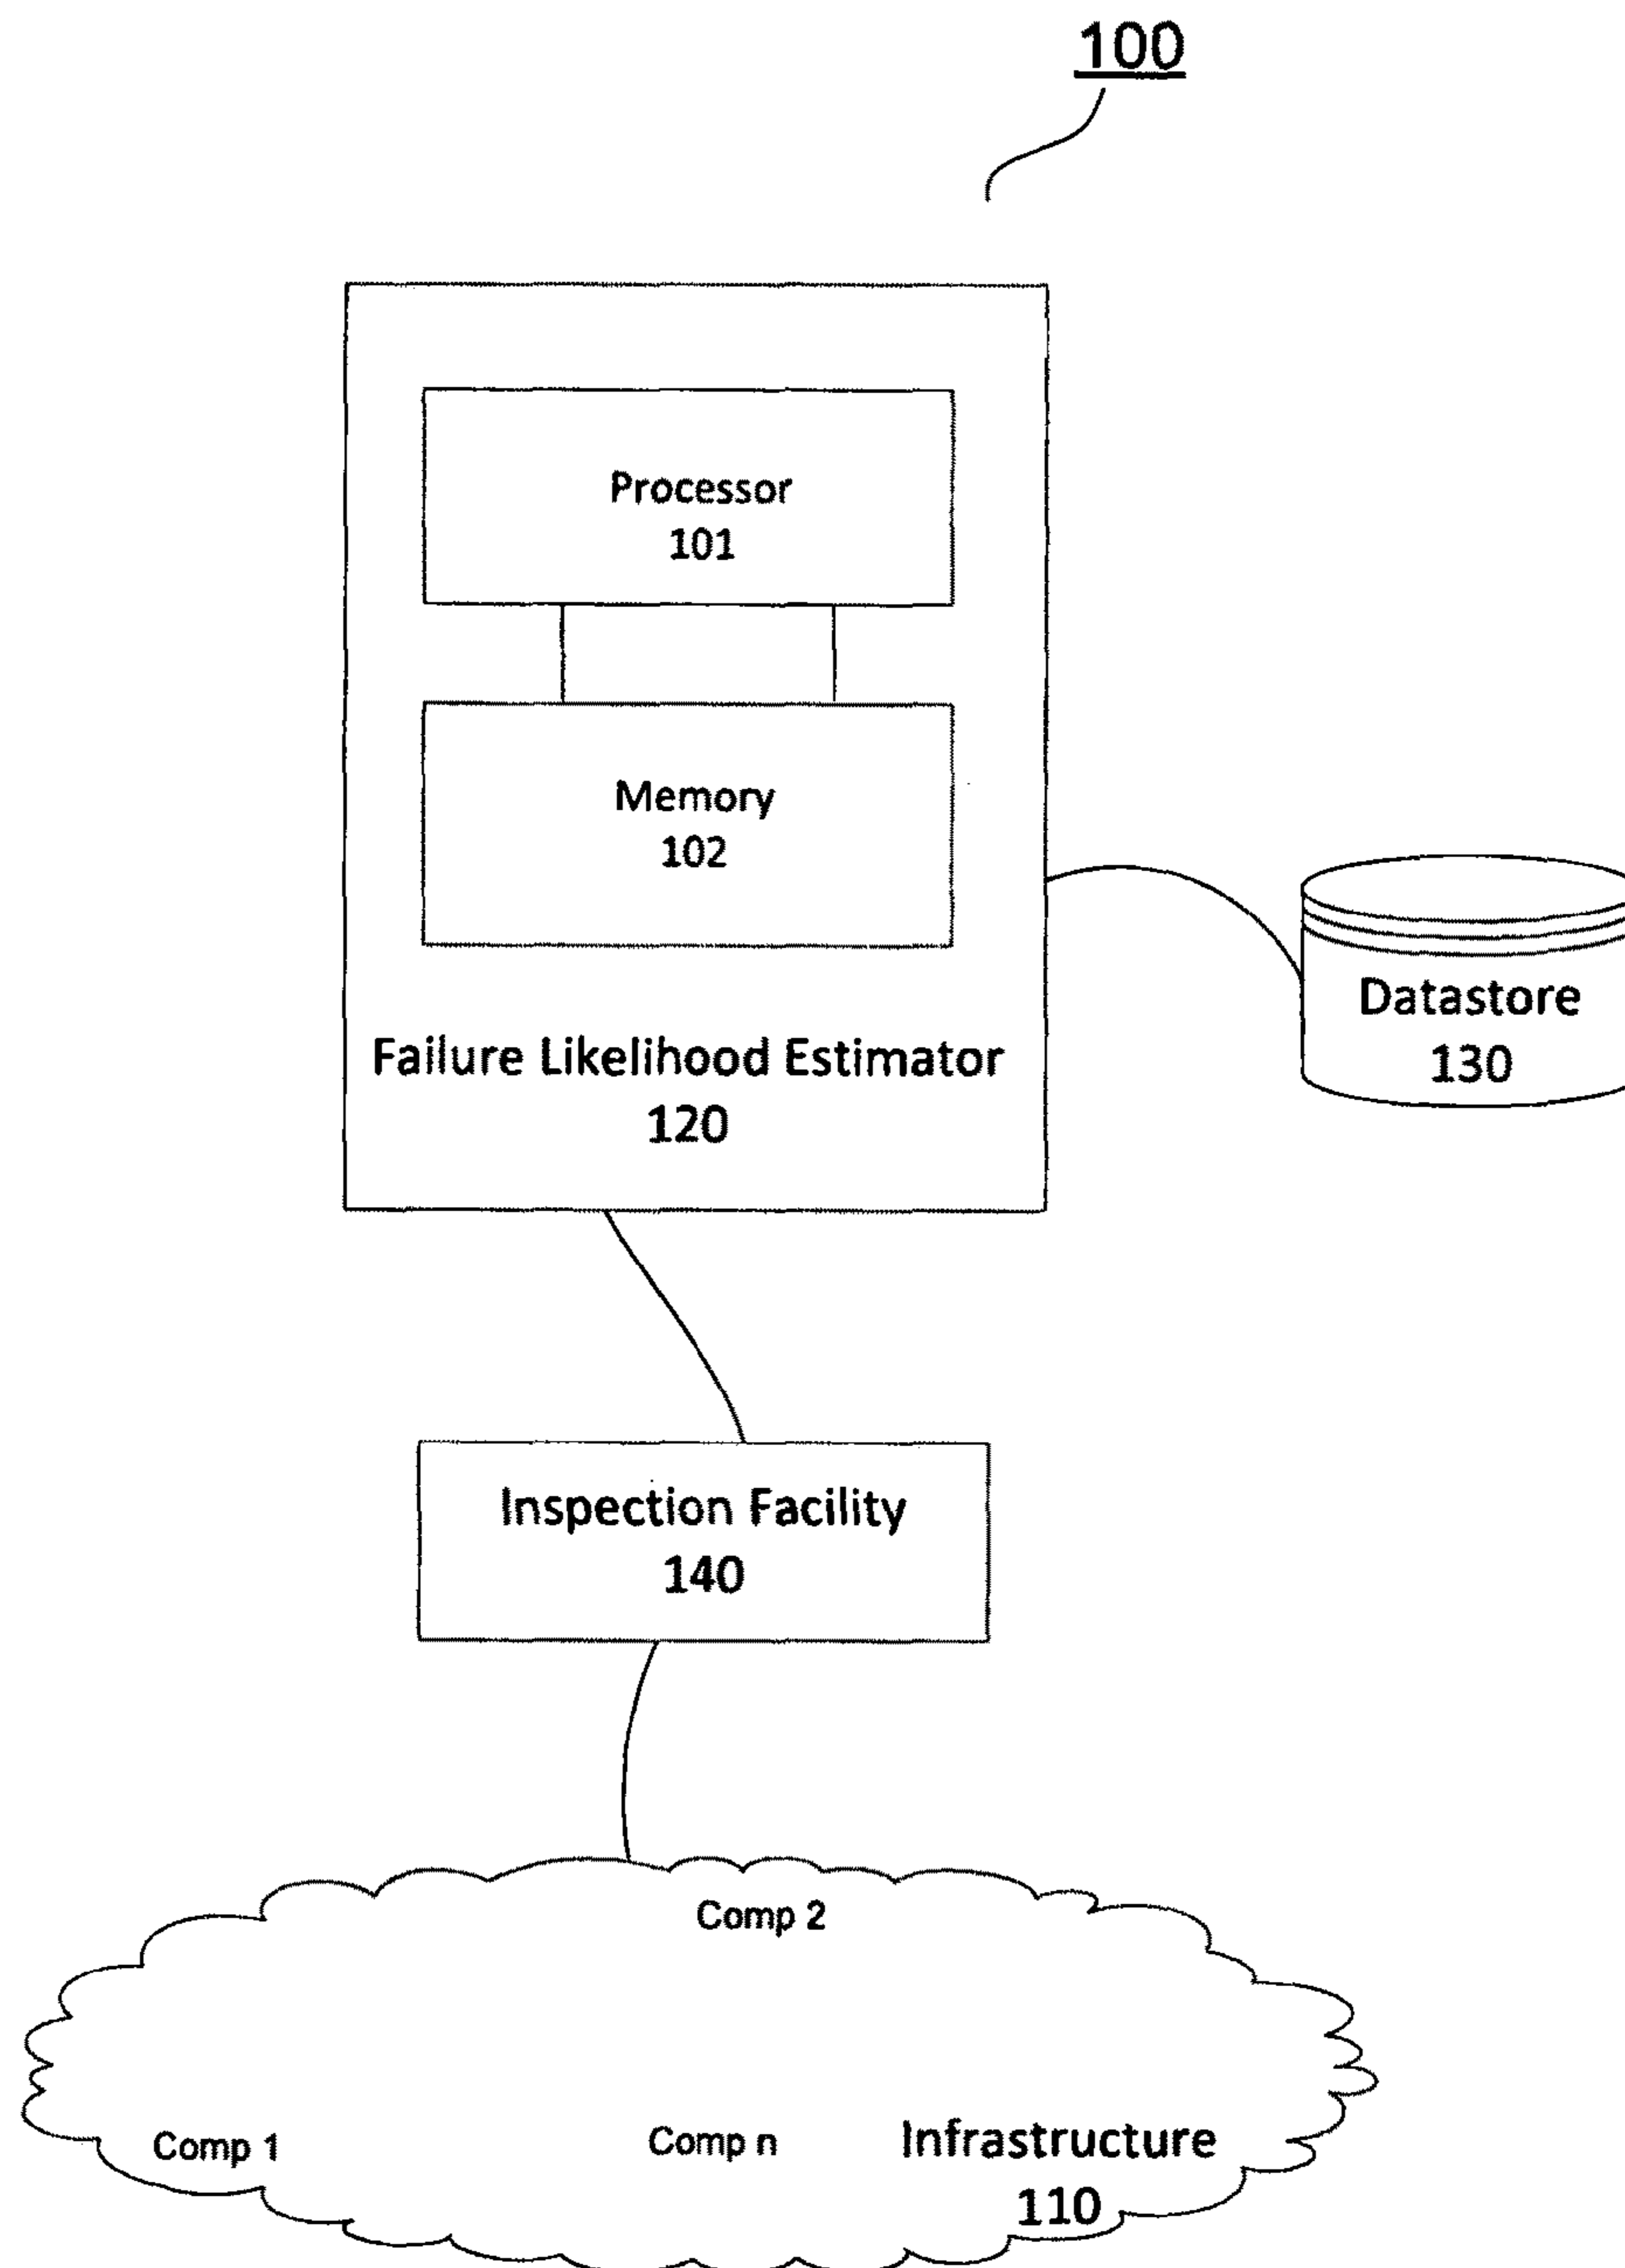 100
Processor
101
Memory
102
Failure Likelihood Estimator
120
Datastore
130
Inspection Facility
140
Comp 2
Comp 1
Comp n
Infrastructure
110